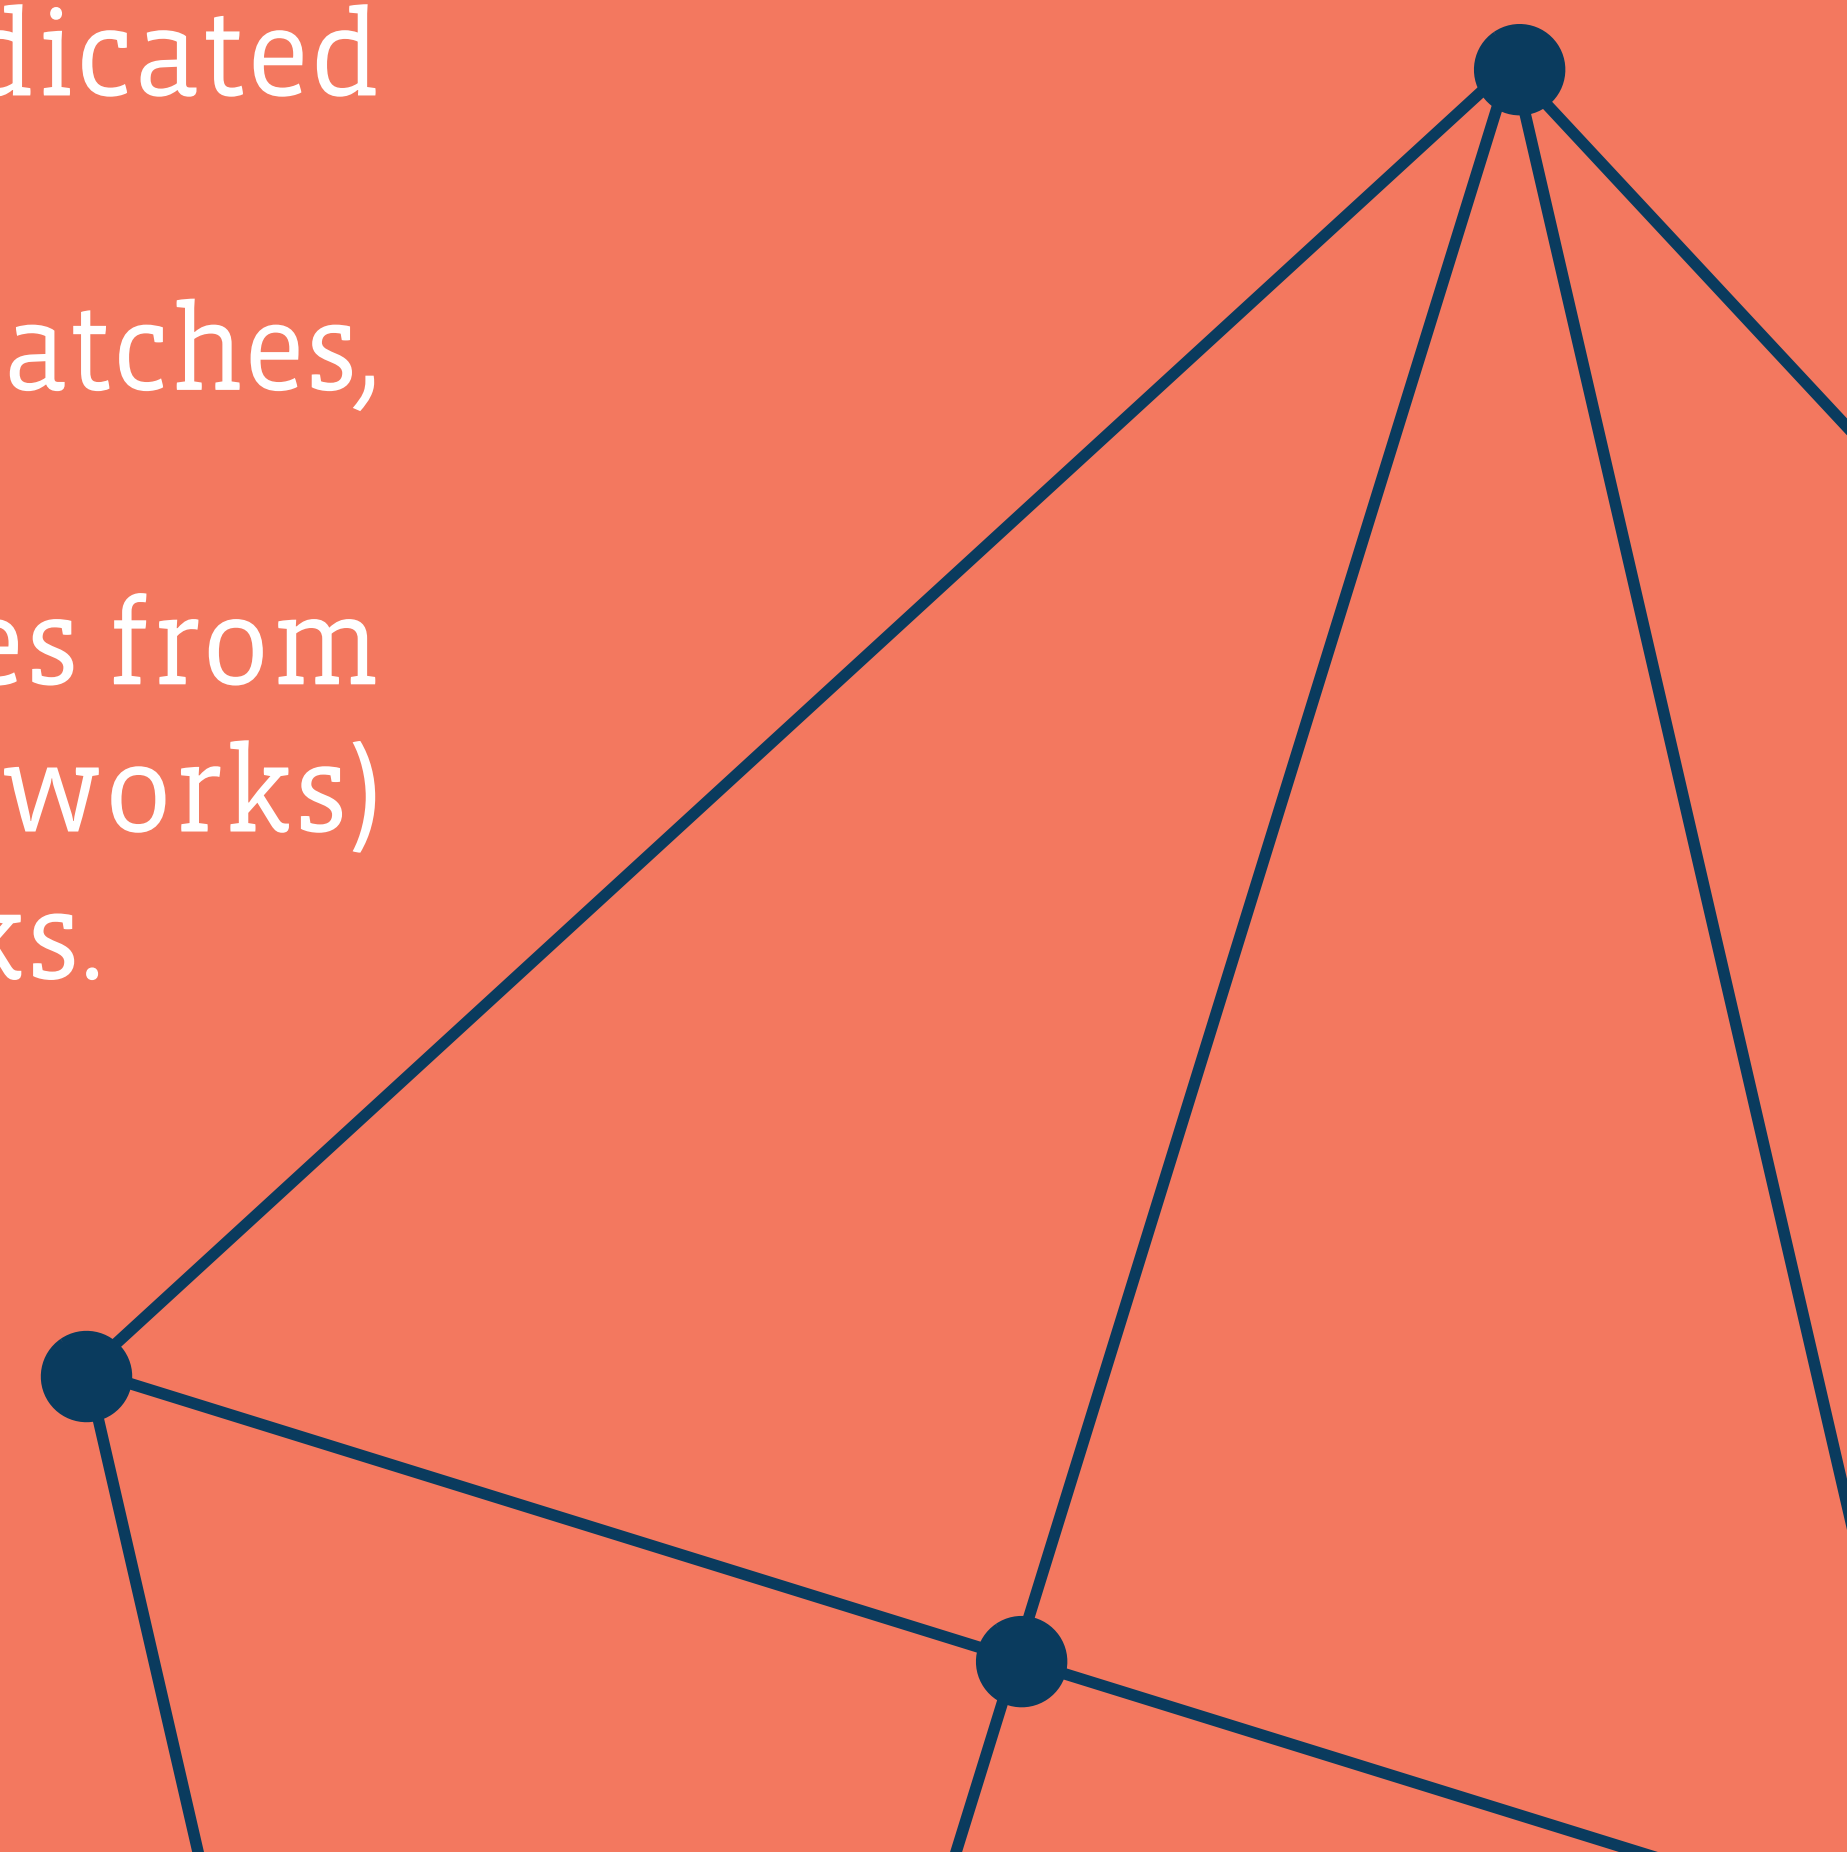 dicated
atches,
es from
works)
ks.